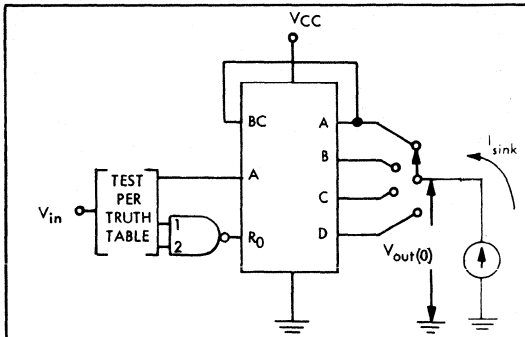 VCC
BC
A
B
C
D
A
R0
TEST
PER
TRUTH
TABLE
Vin
1
2
Isink
Vout(0)